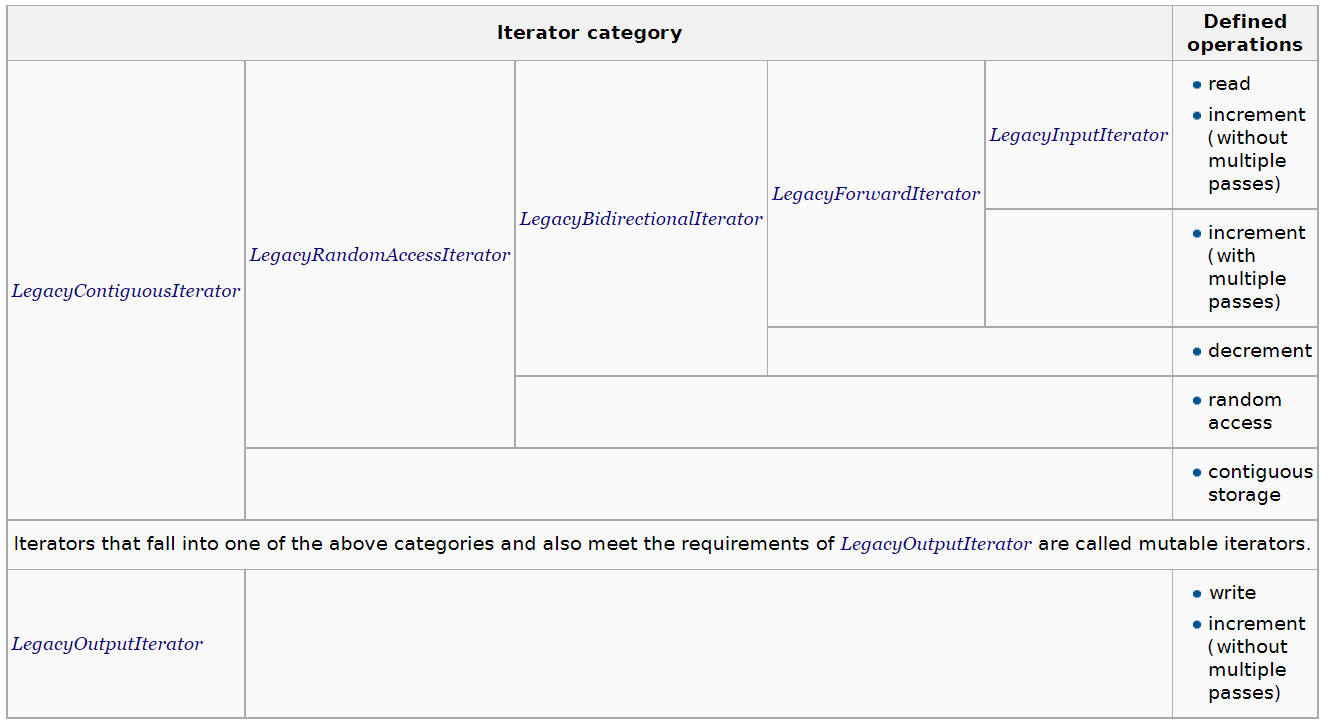 Iterator category
Defined
operations
LegacyContiguousIterator
LegacyRandomAccessIterator
LegacyBidirectionalIterator
LegacyForwardIterator
LegacyInputIterator
• read
• increment
(without
multiple
passes)
• increment
(with
multiple
passes)
• decrement
• random
access
• contiguous
storage
Iterators that fall into one of the above categories and also meet the requirements of LegacyOutputIterator are called mutable iterators.
LegacyOutputIterator
• write
• increment
(without
multiple
passes)